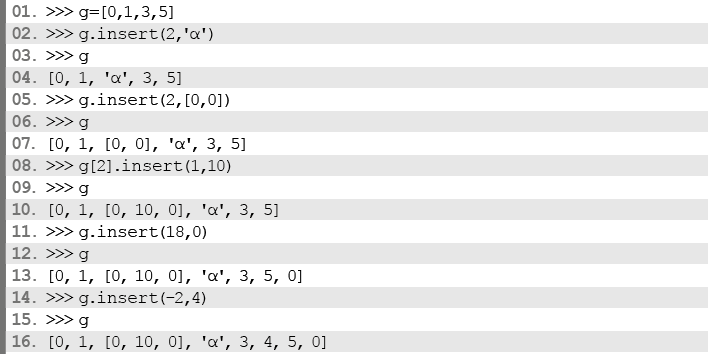 01. >>> g=[0,1,3,5]
02. >>> g.insert(2,'α')
03. >>> g
04. [0, 1, 'α', 3, 5]
05. >>> g.insert(2,[0,0])
06. >>> g
07. [0, 1, [0, 0], 'α', 3, 5]
08. >>> g[2].insert(1,10)
09. >>> g
10. [0, 1, [0, 10, 0], 'α', 3, 5]
11. >>> g.insert(18,0)
12. >>> g
13. [0, 1, [0, 10, 0], 'α', 3, 5, 0]
14. >>> g.insert(-2,4)
15. >>> g
16. [0, 1, [0, 10, 0], 'α', 3, 4, 5, 0]